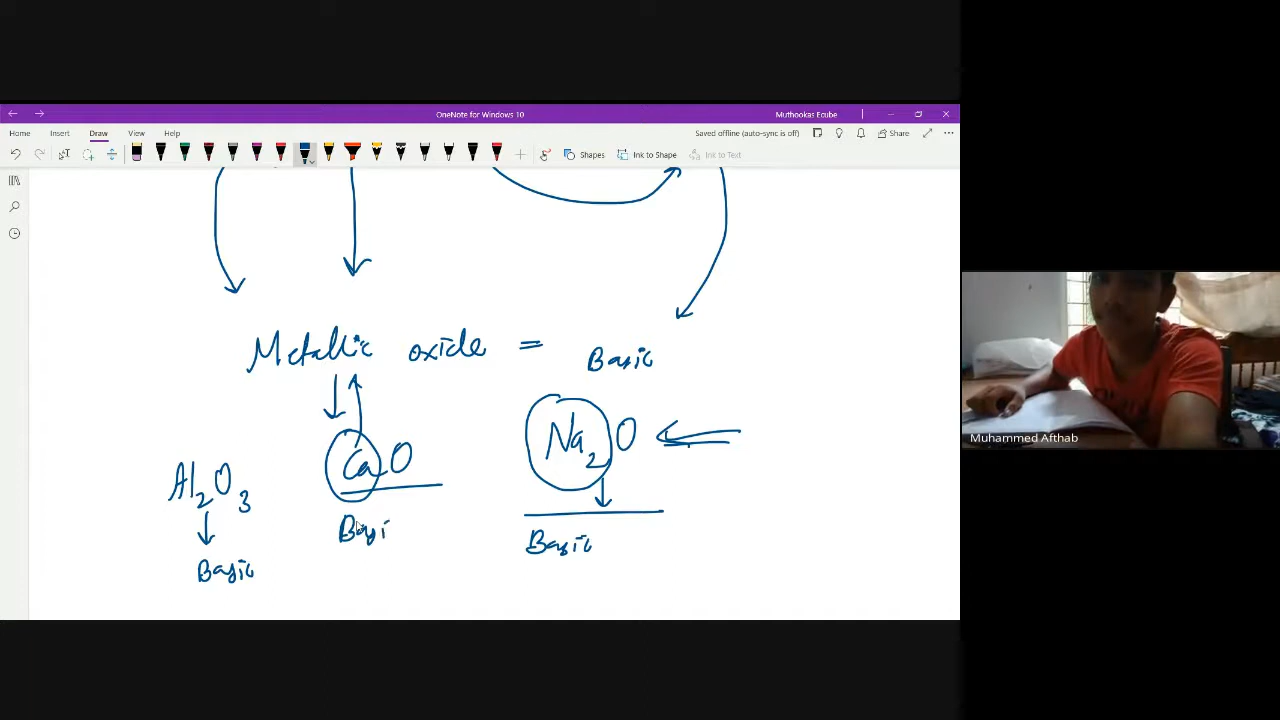 OneNote for Windows 10
Muthookas Ecube
Home Insert Draw View Help
Saved offline (auto-sync is off)
Share
Shapes
Ink to Shape
Ink to Text
Metallic oxide = Basic
Al2O3
CaO
Na2O
Basic
Basi
Basic
Muhammed Afthab